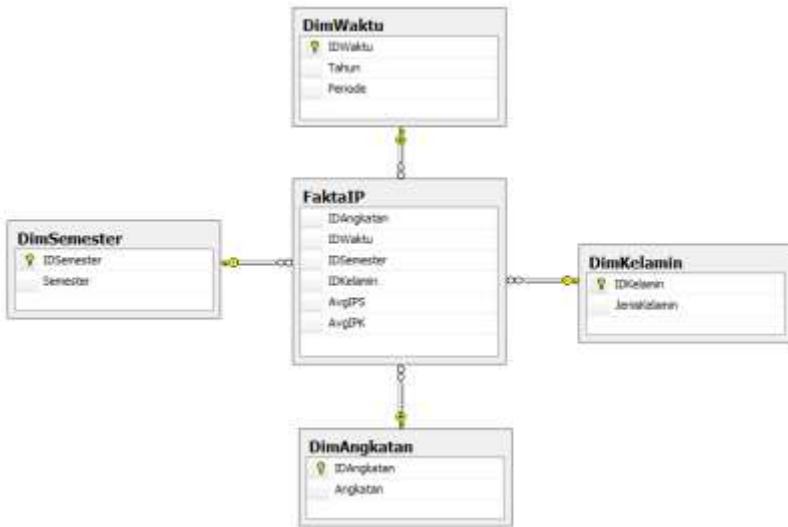 DimWaktu
IDWaktu
Tahun
Periode
FaktaIP
IDAngkatan
IDWaktu
IDSemester
IDKelamin
AvgIPS
AvgIPK
DimSemester
IDSemester
Semester
DimKelamin
IDKelamin
JenisKelamin
DimAngkatan
IDAngkatan
Angkatan